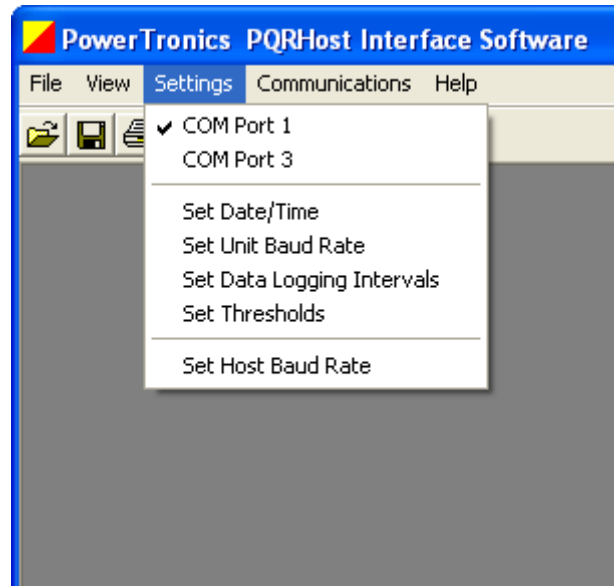 PowerTronics PQRHost Interface Software
File View Settings Communications Help
COM Port 1
COM Port 3
Set Date/Time
Set Unit Baud Rate
Set Data Logging Intervals
Set Thresholds
Set Host Baud Rate